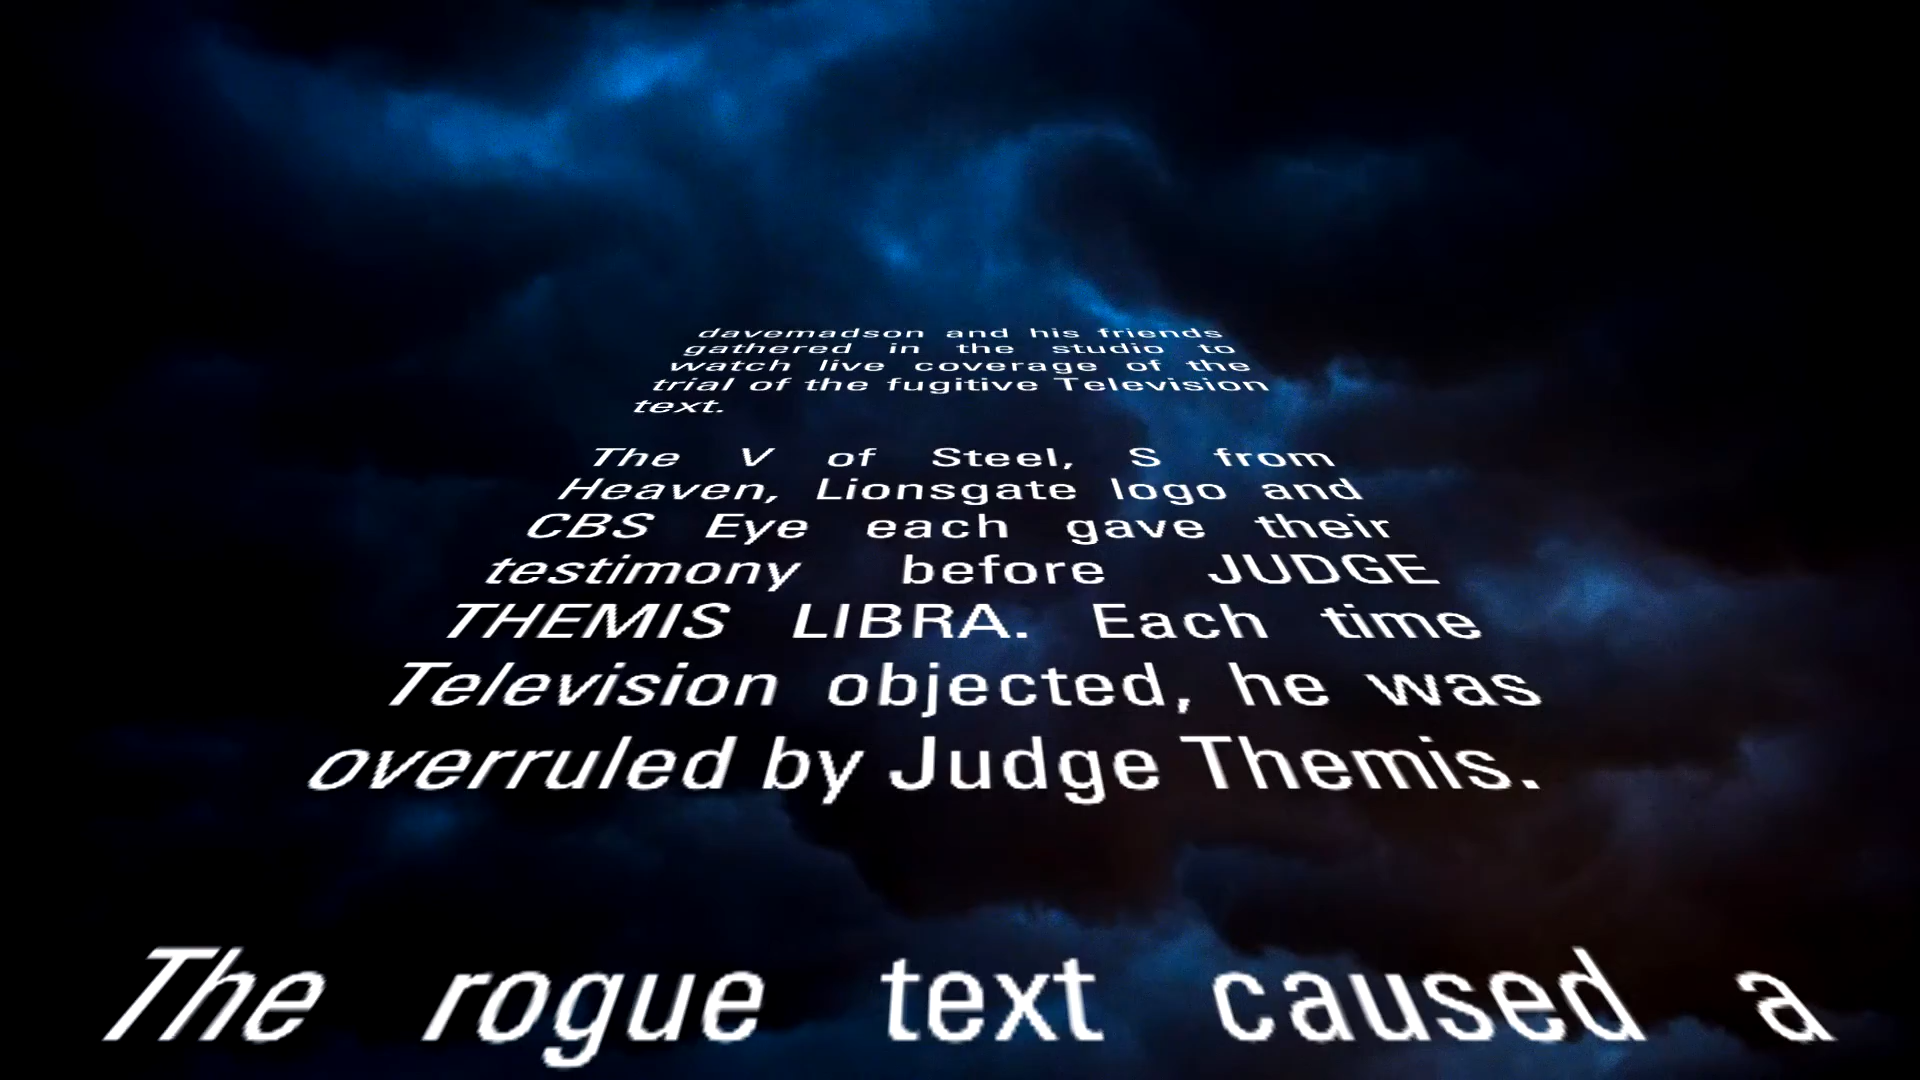 davemadson and his friends
gathered in the studio to
watch live coverage of the
trial of the fugitive Television
text.
The V of Steel, S from
Heaven, Lionsgate logo and
CBS Eye each gave their
testimony before JUDGE
THEMIS LIBRA. Each time
Television objected, he was
overruled by Judge Themis.
The rogue text caused a